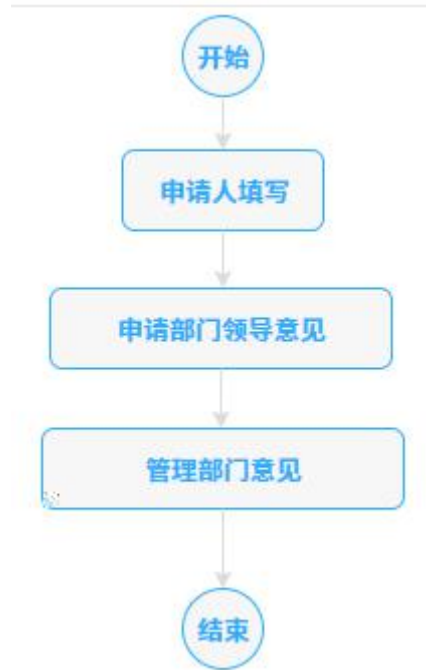 开始
申请人填写
申请部门领导意见
管理部门意见
结束